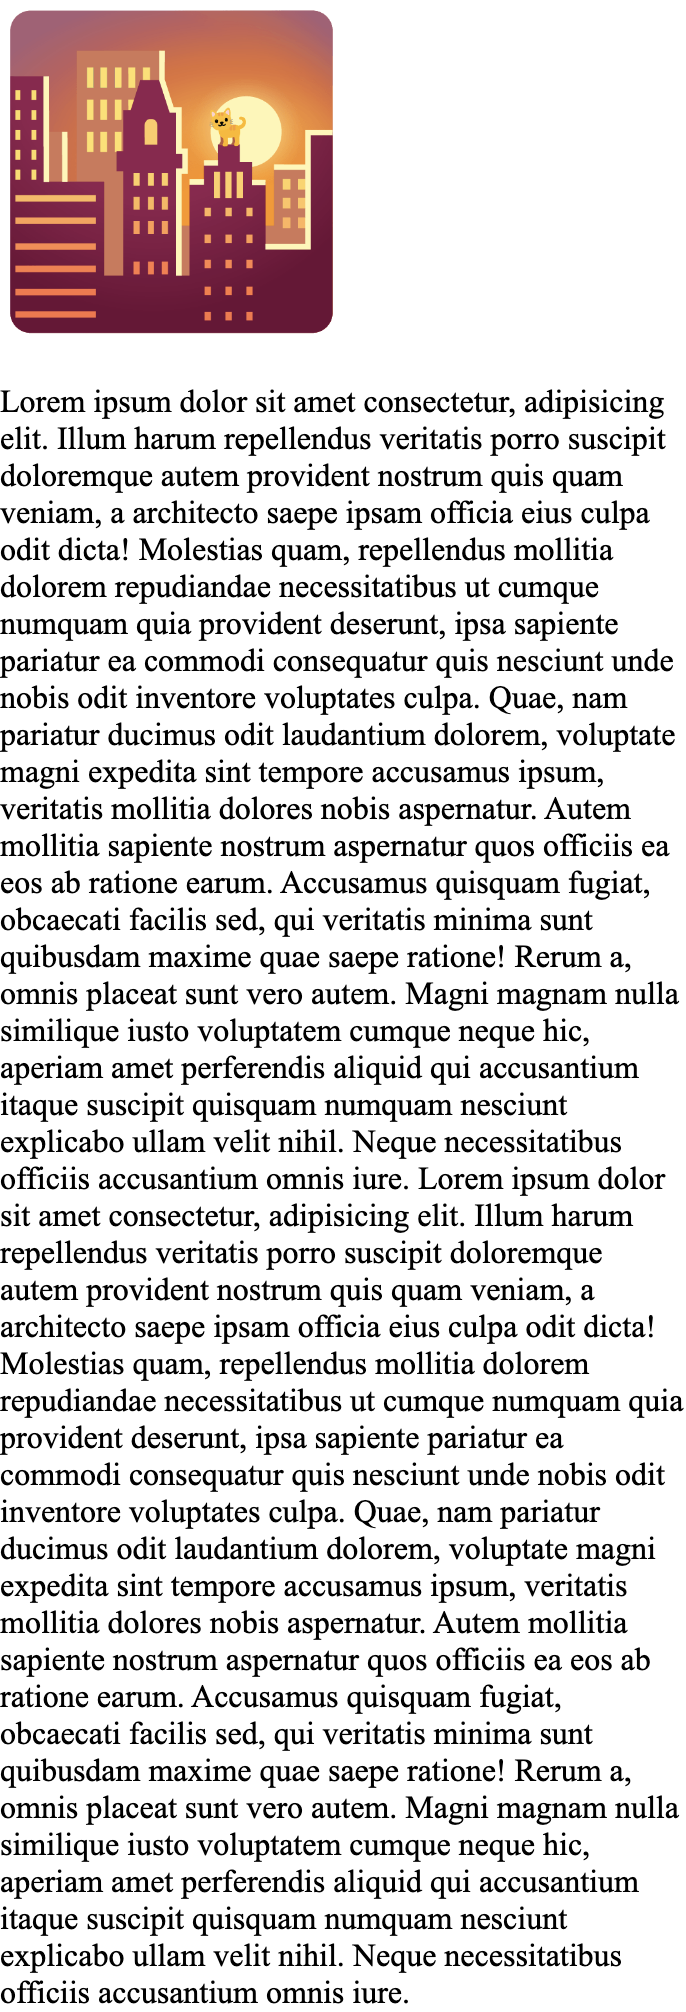 Lorem ipsum dolor sit amet consectetur, adipisicing
elit. Illum harum repellendus veritatis porro suscipit
doloremque autem provident nostrum quis quam
veniam, a architecto saepe ipsam officia eius culpa
odit dicta! Molestias quam, repellendus mollitia
dolorem repudiandae necessitatibus ut cumque
numquam quia provident deserunt, ipsa sapiente
pariatur ea commodi consequatur quis nesciunt unde
nobis odit inventore voluptates culpa. Quae, nam
pariatur ducimus odit laudantium dolorem, voluptate
magni expedita sint tempore accusamus ipsum,
veritatis mollitia dolores nobis aspernatur. Autem
mollitia sapiente nostrum aspernatur quos officiis ea
eos ab ratione earum. Accusamus quisquam fugiat,
obcaecati facilis sed, qui veritatis minima sunt
quibusdam maxime quae saepe ratione! Rerum a,
omnis placeat sunt vero autem. Magni magnam nulla
similique iusto voluptatem cumque neque hic,
aperiam amet perferendis aliquid qui accusantium
itaque suscipit quisquam numquam nesciunt
explicabo ullam velit nihil. Neque necessitatibus
officiis accusantium omnis iure. Lorem ipsum dolor
sit amet consectetur, adipisicing elit. Illum harum
repellendus veritatis porro suscipit doloremque
autem provident nostrum quis quam veniam, a
architecto saepe ipsam officia eius culpa odit dicta!
Molestias quam, repellendus mollitia dolorem
repudiandae necessitatibus ut cumque numquam quia
provident deserunt, ipsa sapiente pariatur ea
commodi consequatur quis nesciunt unde nobis odit
inventore voluptates culpa. Quae, nam pariatur
ducimus odit laudantium dolorem, voluptate magni
expedita sint tempore accusamus ipsum, veritatis
mollitia dolores nobis aspernatur. Autem mollitia
sapiente nostrum aspernatur quos officiis ea eos ab
ratione earum. Accusamus quisquam fugiat,
obcaecati facilis sed, qui veritatis minima sunt
quibusdam maxime quae saepe ratione! Rerum a,
omnis placeat sunt vero autem. Magni magnam nulla
similique iusto voluptatem cumque neque hic,
aperiam amet perferendis aliquid qui accusantium
itaque suscipit quisquam numquam nesciunt
explicabo ullam velit nihil. Neque necessitatibus
officiis accusantium omnis iure.